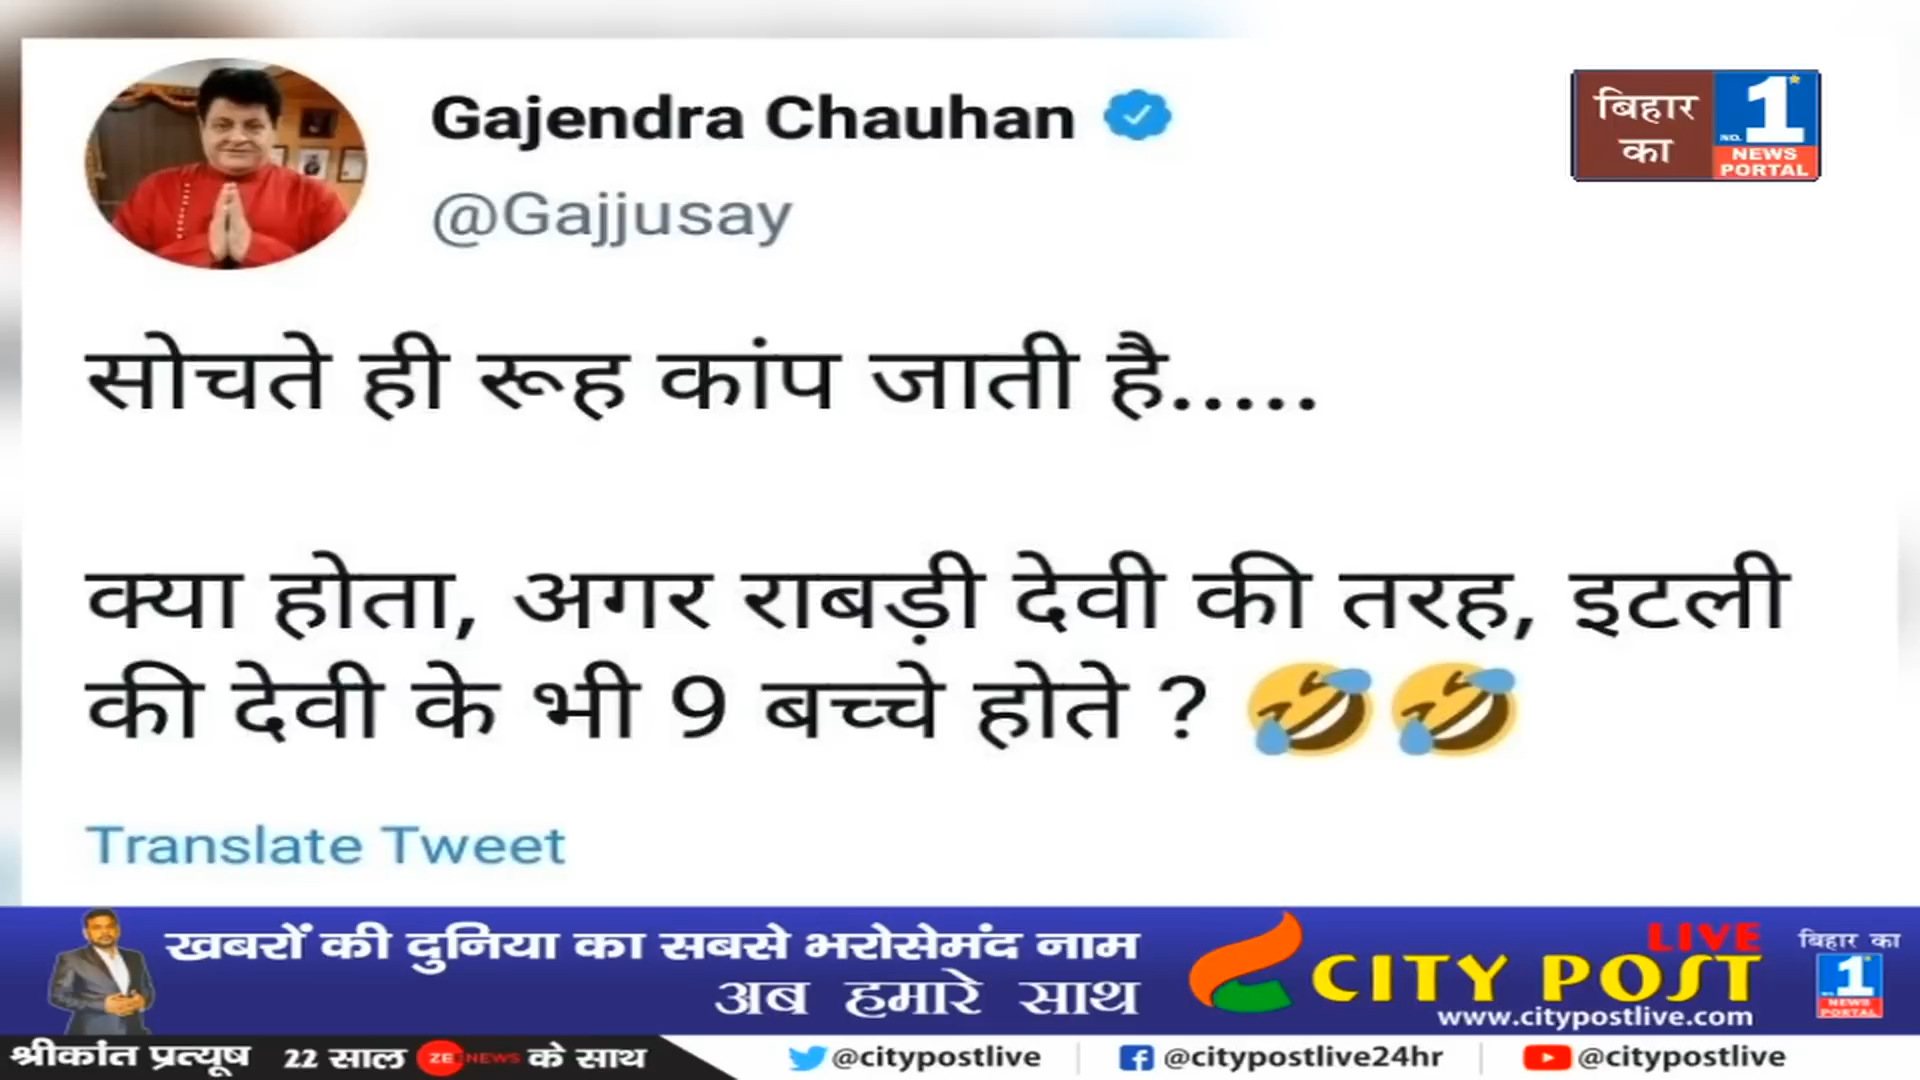 Gajendra Chauhan
@Gajjusay
बिहार
का
NO. 1
NEWS
PORTAL
सोचते ही रूह कांप जाती है.....
क्या होता, अगर राबड़ी देवी की तरह, इटली
की देवी के भी 9 बच्चे होते ? 🤣🤣
Translate Tweet
खबरों की दुनिया का सबसे भरोसेमंद नाम
अब हमारे साथ
LIVE
CITY POST
www.citypostlive.com
बिहार का
1
NEWS
PORTAL
श्रीकांत प्रत्यूष 22 साल ZEE NEWS के साथ
@citypostlive
@citypostlive24hr
@citypostlive